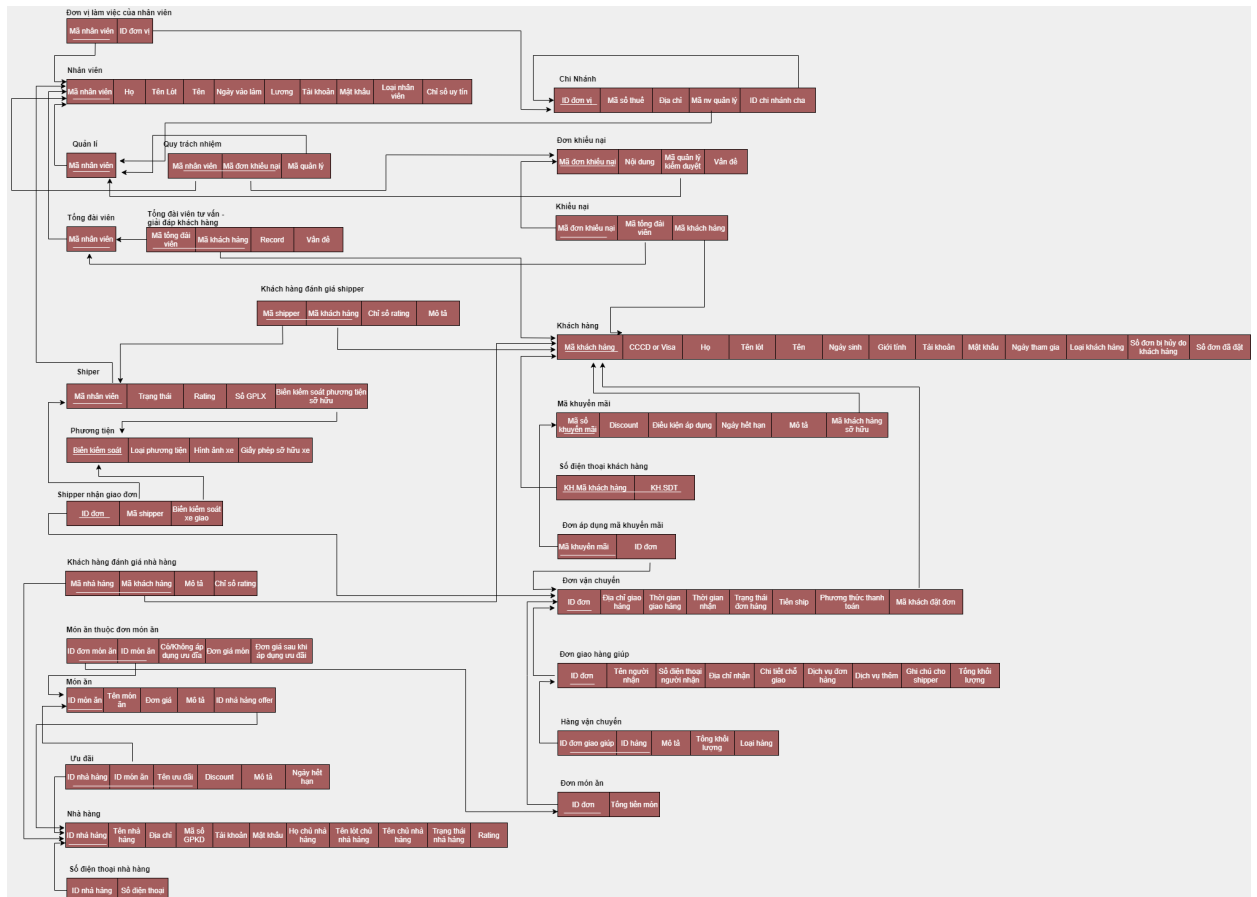 Đơn vị làm việc của nhân viên
Mã nhân viên ID đơn vị
Nhân viên
Mã nhân viên Họ Tên Lót Tên Ngày vào làm Lương Tài khoản Mật khẩu Loại nhân viên Chỉ số uy tín
Chi Nhánh
ID đơn vị Mã số thuế Địa chỉ Mã nv quản lý ID chi nhánh cha
Quản lí
Mã nhân viên
Quy trách nhiệm
Mã nhân viên Mã đơn khiếu nại Mã quản lý
Đơn khiếu nại
Mã đơn khiếu nại Nội dung Mã quản lý kiểm duyệt Vấn đề
Tổng đài viên
Mã nhân viên
Tổng đài viên tư vấn -
giải đáp khách hàng
Mã tổng đài viên Mã khách hàng Record Vấn đề
Khiếu nại
Mã đơn khiếu nại Mã tổng đài viên Mã khách hàng
Khách hàng đánh giá shipper
Mã shipper Mã khách hàng Chỉ số rating Mô tả
Khách hàng
Mã khách hàng CCCD or Visa Họ Tên lót Tên Ngày sinh Giới tính Tài khoản Mật khẩu Ngày tham gia Loại khách hàng Số đơn bị hủy do khách hàng Số đơn đã đặt
Shiper
Mã nhân viên Trạng thái Rating Số GPLX Biển kiểm soát phương tiện sỡ hữu
Mã khuyến mãi
Mã số khuyến mãi Discount Điều kiện áp dụng Ngày hết hạn Mô tả Mã khách hàng sở hữu
Phương tiện
Biển kiểm soát Loại phương tiện Hình ảnh xe Giấy phép sỡ hữu xe
Số điện thoại khách hàng
KH.Mã khách hàng KH.SDT
Shipper nhận giao đơn
ID đơn Mã shipper Biển kiểm soát xe giao
Đơn áp dụng mã khuyến mãi
Mã khuyến mãi ID đơn
Khách hàng đánh giá nhà hàng
Mã nhà hàng Mã khách hàng Mô tả Chỉ số rating
Đơn vận chuyển
ID đơn Địa chỉ giao hàng Thời gian giao hàng Thời gian nhận Trạng thái đơn hàng Tiền ship Phương thức thanh toán Mã khách đặt đơn
Món ăn thuộc đơn món ăn
ID đơn món ăn ID món ăn Có/Không áp dụng ưu đĩa Đơn giá món Đơn giá sau khi áp dụng ưu đãi
Đơn giao hàng giúp
ID đơn Tên người nhận Số điện thoại người nhận Địa chỉ nhận Chi tiết chỗ giao Dịch vụ đơn hàng Dịch vụ thêm Ghi chú cho shipper Tổng khối lượng
Món ăn
ID món ăn Tên món ăn Đơn giá Mô tả ID nhà hàng offer
Hàng vận chuyển
ID đơn giao giúp ID hàng Mô tả Tổng khối lượng Loại hàng
Ưu đãi
ID nhà hàng ID món ăn Tên ưu đãi Discount Mô tả Ngày hết hạn
Đơn món ăn
ID đơn Tổng tiền món
Nhà hàng
ID nhà hàng Tên nhà hàng Địa chỉ Mã số GPKD Tài khoản Mật khẩu Họ chủ nhà hàng Tên lót chủ nhà hàng Tên chủ nhà hàng Trạng thái nhà hàng Rating
Số điện thoại nhà hàng
ID nhà hàng Số điện thoại